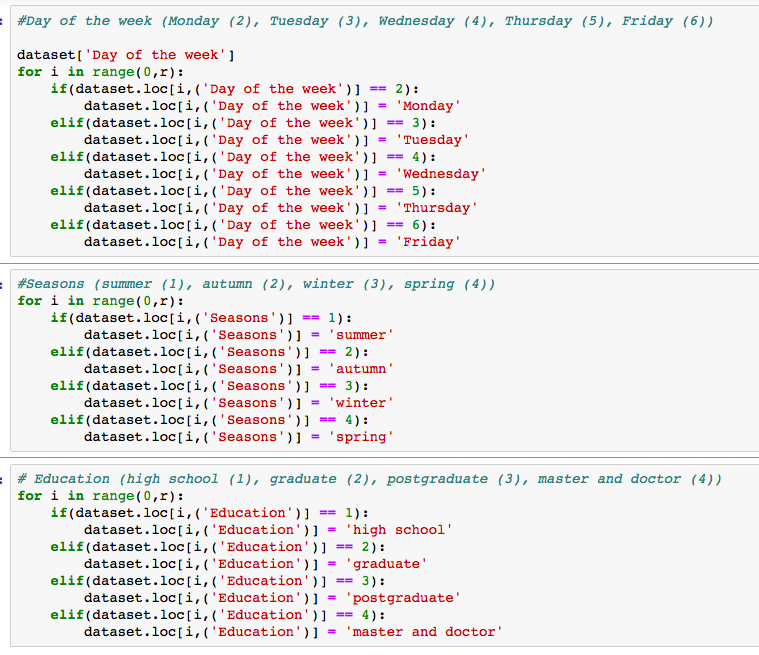 #Day of the week (Monday (2), Tuesday (3), Wednesday (4), Thursday (5), Friday (6))
dataset['Day of the week']
for i in range(0,r):
    if(dataset.loc[i,('Day of the week')] == 2):
        dataset.loc[i,('Day of the week')] = 'Monday'
    elif(dataset.loc[i,('Day of the week')] == 3):
        dataset.loc[i,('Day of the week')] = 'Tuesday'
    elif(dataset.loc[i,('Day of the week')] == 4):
        dataset.loc[i,('Day of the week')] = 'Wednesday'
    elif(dataset.loc[i,('Day of the week')] == 5):
        dataset.loc[i,('Day of the week')] = 'Thursday'
    elif(dataset.loc[i,('Day of the week')] == 6):
        dataset.loc[i,('Day of the week')] = 'Friday'
#Seasons (summer (1), autumn (2), winter (3), spring (4))
for i in range(0,r):
    if(dataset.loc[i,('Seasons')] == 1):
        dataset.loc[i,('Seasons')] = 'summer'
    elif(dataset.loc[i,('Seasons')] == 2):
        dataset.loc[i,('Seasons')] = 'autumn'
    elif(dataset.loc[i,('Seasons')] == 3):
        dataset.loc[i,('Seasons')] = 'winter'
    elif(dataset.loc[i,('Seasons')] == 4):
        dataset.loc[i,('Seasons')] = 'spring'
# Education (high school (1), graduate (2), postgraduate (3), master and doctor (4))
for i in range(0,r):
    if(dataset.loc[i,('Education')] == 1):
        dataset.loc[i,('Education')] = 'high school'
    elif(dataset.loc[i,('Education')] == 2):
        dataset.loc[i,('Education')] = 'graduate'
    elif(dataset.loc[i,('Education')] == 3):
        dataset.loc[i,('Education')] = 'postgraduate'
    elif(dataset.loc[i,('Education')] == 4):
        dataset.loc[i,('Education')] = 'master and doctor'